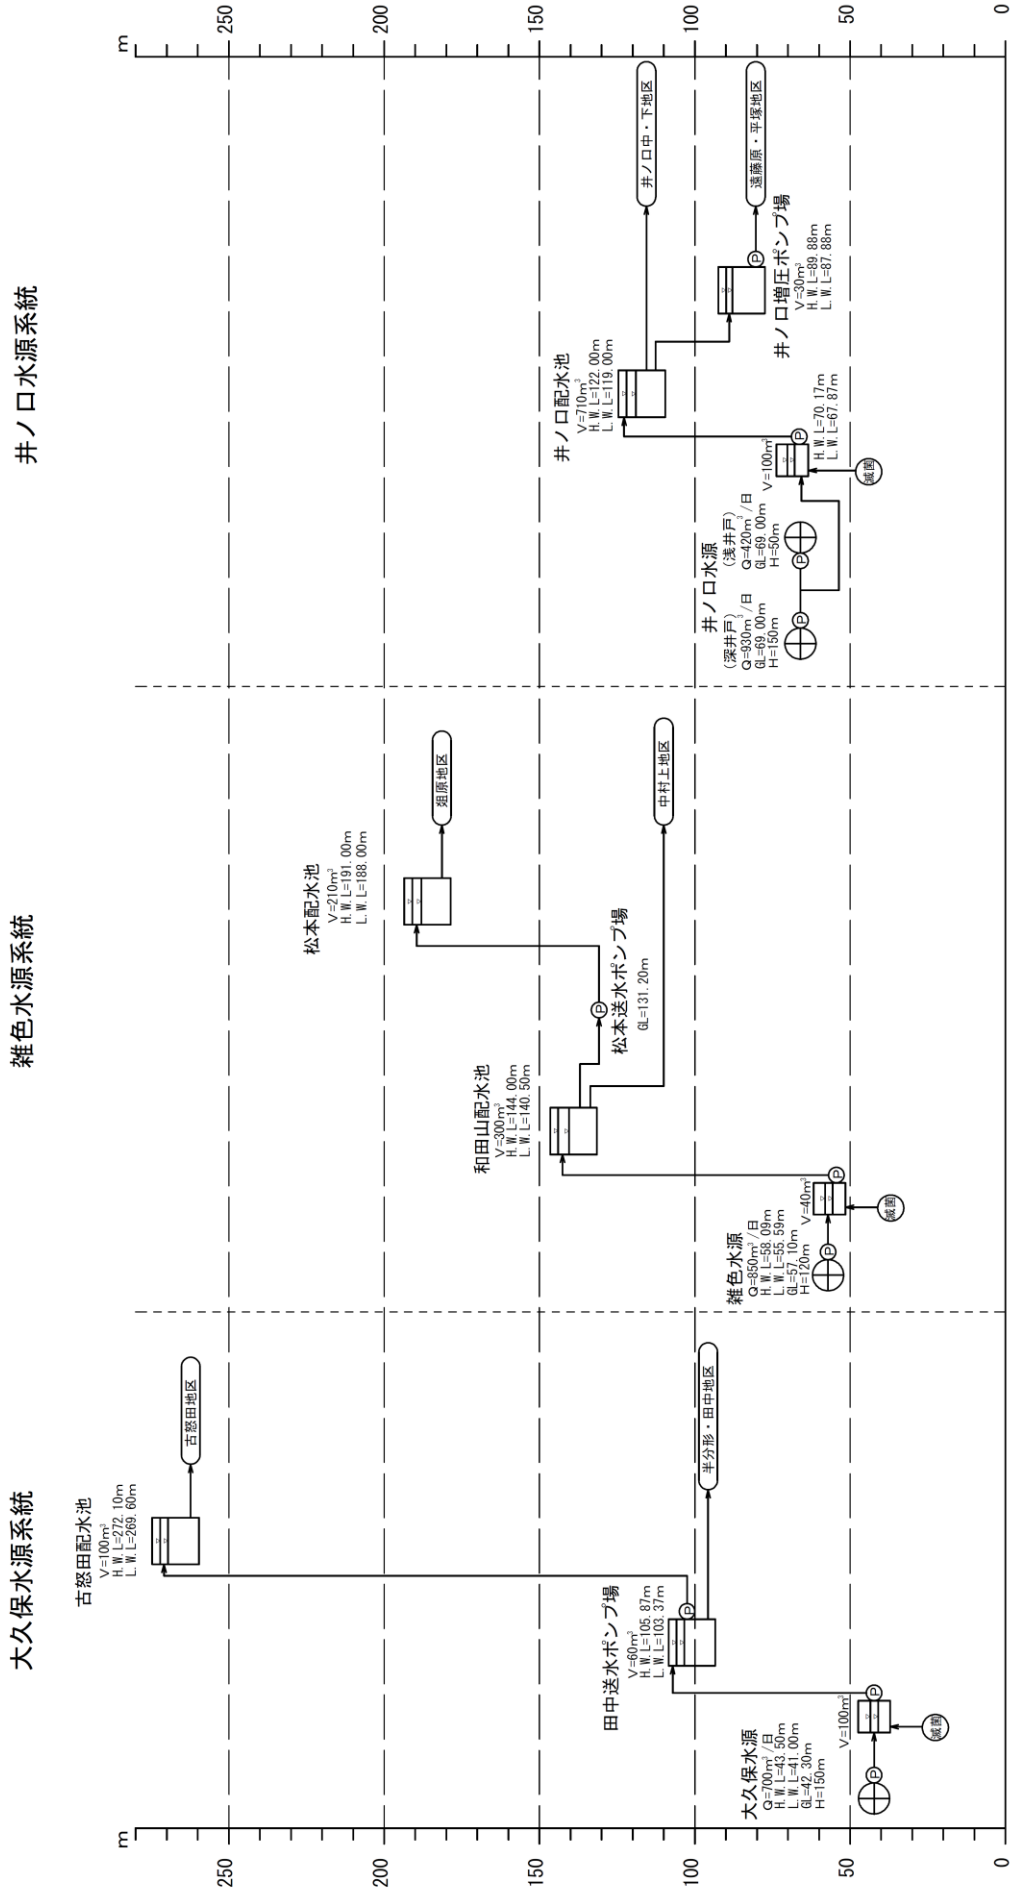 大久保水源系統
m
250
200
150
100
50
0
古怒田配水池
V=100m³
H.W.L=272.10m
L.W.L=269.60m
古怒田地区
田中送水ポンプ場
V=60m³
H.W.L=105.87m
L.W.L=103.37m
P
半分形・田中地区
大久保水源
Q=700m³/日
H.W.L=43.50m
L.W.L=41.00m
GL=42.30m
H=150m
V=100m³
P
P
滅菌
雑色水源系統
松本配水池
V=210m³
H.W.L=191.00m
L.W.L=188.00m
和田山配水池
V=300m³
H.W.L=144.00m
L.W.L=140.50m
P
松本送水ポンプ場
GL=131.20m
中村上地区
雑色水源
Q=850m³/日
H.W.L=58.09m
L.W.L=55.59m
GL=57.10m
H=120m
V=40m³
P
P
滅菌
井ノ口水源系統
井ノ口配水池
V=710m³
H.W.L=122.00m
L.W.L=119.00m
井ノ口中・下地区
井ノ口増圧ポンプ場
V=30m³
H.W.L=89.88m
L.W.L=87.88m
P
遠藤原・平塚地区
井ノ口水源
(深井戸)
Q=930m³/日
GL=69.00m
H=150m
P
(浅井戸)
Q=420m³/日
GL=69.00m
H=50m
P
V=100m³
P
H.W.L=70.17m
L.W.L=67.87m
滅菌
m
250
200
150
100
50
0